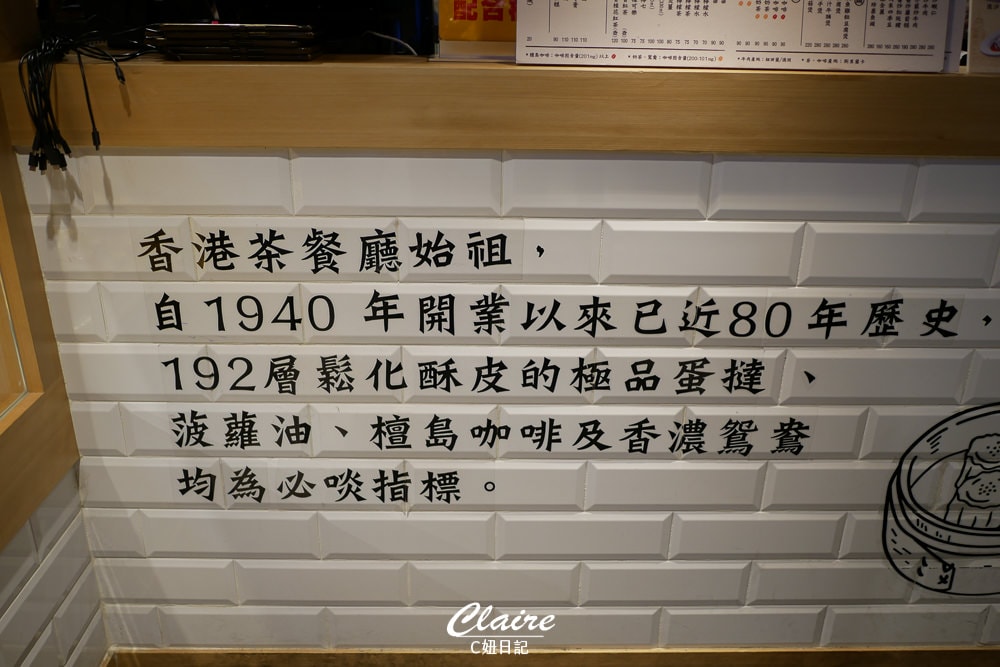 香港茶餐廳始祖，
自1940年開業以來已近80年歷史，
192層鬆化酥皮的極品蛋撻、
菠蘿油、檀島咖啡及香濃鴛鴦
均為必啖指標。
Claire
C妞日記